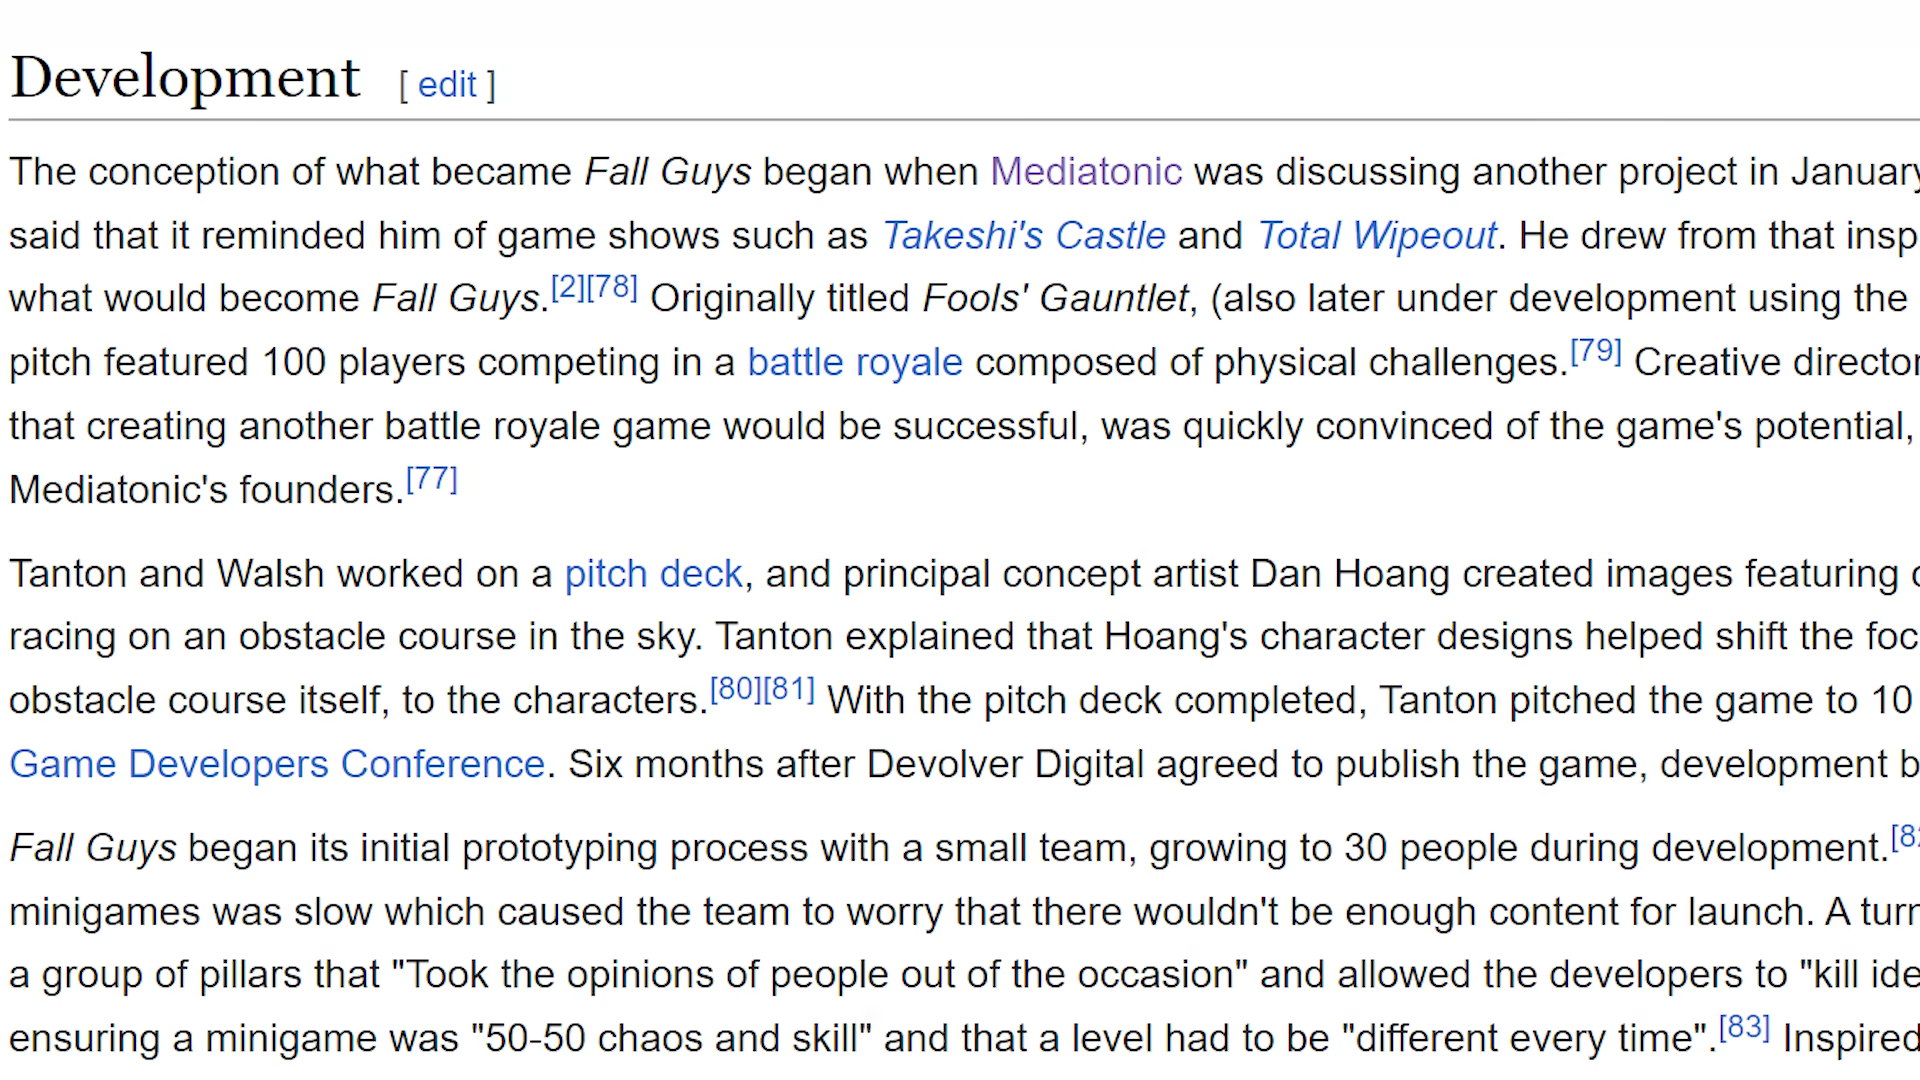 Development [ edit ]
The conception of what became Fall Guys began when Mediatonic was discussing another project in January
said that it reminded him of game shows such as Takeshi's Castle and Total Wipeout. He drew from that insp
what would become Fall Guys.[2][78] Originally titled Fools' Gauntlet, (also later under development using the
pitch featured 100 players competing in a battle royale composed of physical challenges.[79] Creative director
that creating another battle royale game would be successful, was quickly convinced of the game's potential,
Mediatonic's founders.[77]
Tanton and Walsh worked on a pitch deck, and principal concept artist Dan Hoang created images featuring
racing on an obstacle course in the sky. Tanton explained that Hoang's character designs helped shift the foc
obstacle course itself, to the characters.[80][81] With the pitch deck completed, Tanton pitched the game to 10
Game Developers Conference. Six months after Devolver Digital agreed to publish the game, development b
Fall Guys began its initial prototyping process with a small team, growing to 30 people during development.[82
minigames was slow which caused the team to worry that there wouldn't be enough content for launch. A turn
a group of pillars that "Took the opinions of people out of the occasion" and allowed the developers to "kill ide
ensuring a minigame was "50-50 chaos and skill" and that a level had to be "different every time".[83] Inspired